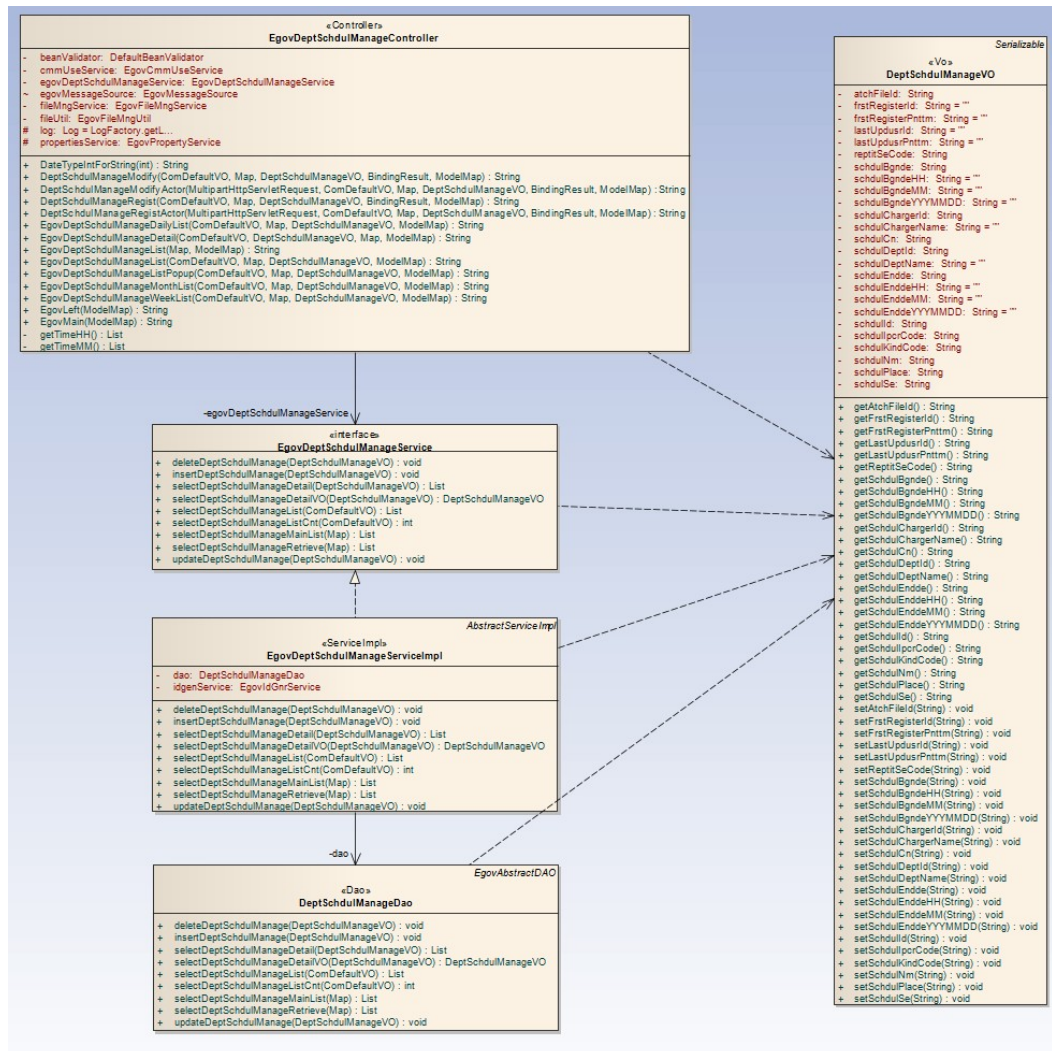 «Controller»
EgovDeptSchdulManageController
- beanValidator: DefaultBeanValidator
- cmmUseService: EgovCmmUseService
- egovDeptSchdulManageService: EgovDeptSchdulManageService
~ egovMessageSource: EgovMessageSource
- fileMngService: EgovFileMngService
- fileUtil: EgovFileMngUtil
# log: Log = LogFactory.getL...
# propertiesService: EgovPropertyService
+ DateTypeIntForString(int) : String
+ DeptSchdulManageModify(ComDefaultVO, Map, DeptSchdulManageVO, BindingResult, ModelMap) : String
+ DeptSchdulManageModifyActor(MultipartHttpServletRequest, ComDefaultVO, Map, DeptSchdulManageVO, BindingResult, ModelMap) : String
+ DeptSchdulManageRegist(ComDefaultVO, Map, DeptSchdulManageVO, BindingResult, ModelMap) : String
+ DeptSchdulManageRegistActor(MultipartHttpServletRequest, ComDefaultVO, Map, DeptSchdulManageVO, BindingResult, ModelMap) : String
+ EgovDeptSchdulManageDailyList(ComDefaultVO, Map, DeptSchdulManageVO, ModelMap) : String
+ EgovDeptSchdulManageDetail(ComDefaultVO, DeptSchdulManageVO, Map, ModelMap) : String
+ EgovDeptSchdulManageList(Map, ModelMap) : String
+ EgovDeptSchdulManageList(ComDefaultVO, Map, DeptSchdulManageVO, ModelMap) : String
+ EgovDeptSchdulManageListPopup(ComDefaultVO, Map, DeptSchdulManageVO, ModelMap) : String
+ EgovDeptSchdulManageMonthList(ComDefaultVO, Map, DeptSchdulManageVO, ModelMap) : String
+ EgovDeptSchdulManageWeekList(ComDefaultVO, Map, DeptSchdulManageVO, ModelMap) : String
+ EgovLeft(ModelMap) : String
+ EgovMain(ModelMap) : String
- getTimeHH() : List
- getTimeMM() : List
-egovDeptSchdulManageService
«interface»
EgovDeptSchdulManageService
+ deleteDeptSchdulManage(DeptSchdulManageVO) : void
+ insertDeptSchdulManage(DeptSchdulManageVO) : void
+ selectDeptSchdulManageDetail(DeptSchdulManageVO) : List
+ selectDeptSchdulManageDetailVO(DeptSchdulManageVO) : DeptSchdulManageVO
+ selectDeptSchdulManageList(ComDefaultVO) : List
+ selectDeptSchdulManageListCnt(ComDefaultVO) : int
+ selectDeptSchdulManageMainList(Map) : List
+ selectDeptSchdulManageRetrieve(Map) : List
+ updateDeptSchdulManage(DeptSchdulManageVO) : void
AbstractServiceImpl
«ServiceImpl»
EgovDeptSchdulManageServiceImpl
- dao: DeptSchdulManageDao
- idgenService: EgovIdGnrService
+ deleteDeptSchdulManage(DeptSchdulManageVO) : void
+ insertDeptSchdulManage(DeptSchdulManageVO) : void
+ selectDeptSchdulManageDetail(DeptSchdulManageVO) : List
+ selectDeptSchdulManageDetailVO(DeptSchdulManageVO) : DeptSchdulManageVO
+ selectDeptSchdulManageList(ComDefaultVO) : List
+ selectDeptSchdulManageListCnt(ComDefaultVO) : int
+ selectDeptSchdulManageMainList(Map) : List
+ selectDeptSchdulManageRetrieve(Map) : List
+ updateDeptSchdulManage(DeptSchdulManageVO) : void
-dao
EgovAbstractDAO
«Dao»
DeptSchdulManageDao
+ deleteDeptSchdulManage(DeptSchdulManageVO) : void
+ insertDeptSchdulManage(DeptSchdulManageVO) : void
+ selectDeptSchdulManageDetail(DeptSchdulManageVO) : List
+ selectDeptSchdulManageDetailVO(DeptSchdulManageVO) : DeptSchdulManageVO
+ selectDeptSchdulManageList(ComDefaultVO) : List
+ selectDeptSchdulManageListCnt(ComDefaultVO) : int
+ selectDeptSchdulManageMainList(Map) : List
+ selectDeptSchdulManageRetrieve(Map) : List
+ updateDeptSchdulManage(DeptSchdulManageVO) : void
Serializable
«Vo»
DeptSchdulManageVO
- atchFileId: String
- frstRegisterId: String = ""
- frstRegisterPnttm: String = ""
- lastUpdusrId: String = ""
- lastUpdusrPnttm: String = ""
- reptitSeCode: String
- schdulBgnde: String
- schdulBgndeHH: String = ""
- schdulBgndeMM: String = ""
- schdulBgndeYYYMMDD: String = ""
- schdulChargerId: String
- schdulChargerName: String = ""
- schdulCn: String
- schdulDeptId: String
- schdulDeptName: String = ""
- schdulEndde: String
- schdulEnddeHH: String = ""
- schdulEnddeMM: String = ""
- schdulEnddeYYYMMDD: String = ""
- schdulId: String
- schdulIpcrCode: String
- schdulKindCode: String
- schdulNm: String
- schdulPlace: String
- schdulSe: String
+ getAtchFileId() : String
+ getFrstRegisterId() : String
+ getFrstRegisterPnttm() : String
+ getLastUpdusrId() : String
+ getLastUpdusrPnttm() : String
+ getReptitSeCode() : String
+ getSchdulBgnde() : String
+ getSchdulBgndeHH() : String
+ getSchdulBgndeMM() : String
+ getSchdulBgndeYYYMMDD() : String
+ getSchdulChargerId() : String
+ getSchdulChargerName() : String
+ getSchdulCn() : String
+ getSchdulDeptId() : String
+ getSchdulDeptName() : String
+ getSchdulEndde() : String
+ getSchdulEnddeHH() : String
+ getSchdulEnddeMM() : String
+ getSchdulEnddeYYYMMDD() : String
+ getSchdulId() : String
+ getSchdulIpcrCode() : String
+ getSchdulKindCode() : String
+ getSchdulNm() : String
+ getSchdulPlace() : String
+ getSchdulSe() : String
+ setAtchFileId(String) : void
+ setFrstRegisterId(String) : void
+ setFrstRegisterPnttm(String) : void
+ setLastUpdusrId(String) : void
+ setLastUpdusrPnttm(String) : void
+ setReptitSeCode(String) : void
+ setSchdulBgnde(String) : void
+ setSchdulBgndeHH(String) : void
+ setSchdulBgndeMM(String) : void
+ setSchdulBgndeYYYMMDD(String) : void
+ setSchdulChargerId(String) : void
+ setSchdulChargerName(String) : void
+ setSchdulCn(String) : void
+ setSchdulDeptId(String) : void
+ setSchdulDeptName(String) : void
+ setSchdulEndde(String) : void
+ setSchdulEnddeHH(String) : void
+ setSchdulEnddeMM(String) : void
+ setSchdulEnddeYYYMMDD(String) : void
+ setSchdulId(String) : void
+ setSchdulIpcrCode(String) : void
+ setSchdulKindCode(String) : void
+ setSchdulNm(String) : void
+ setSchdulPlace(String) : void
+ setSchdulSe(String) : void